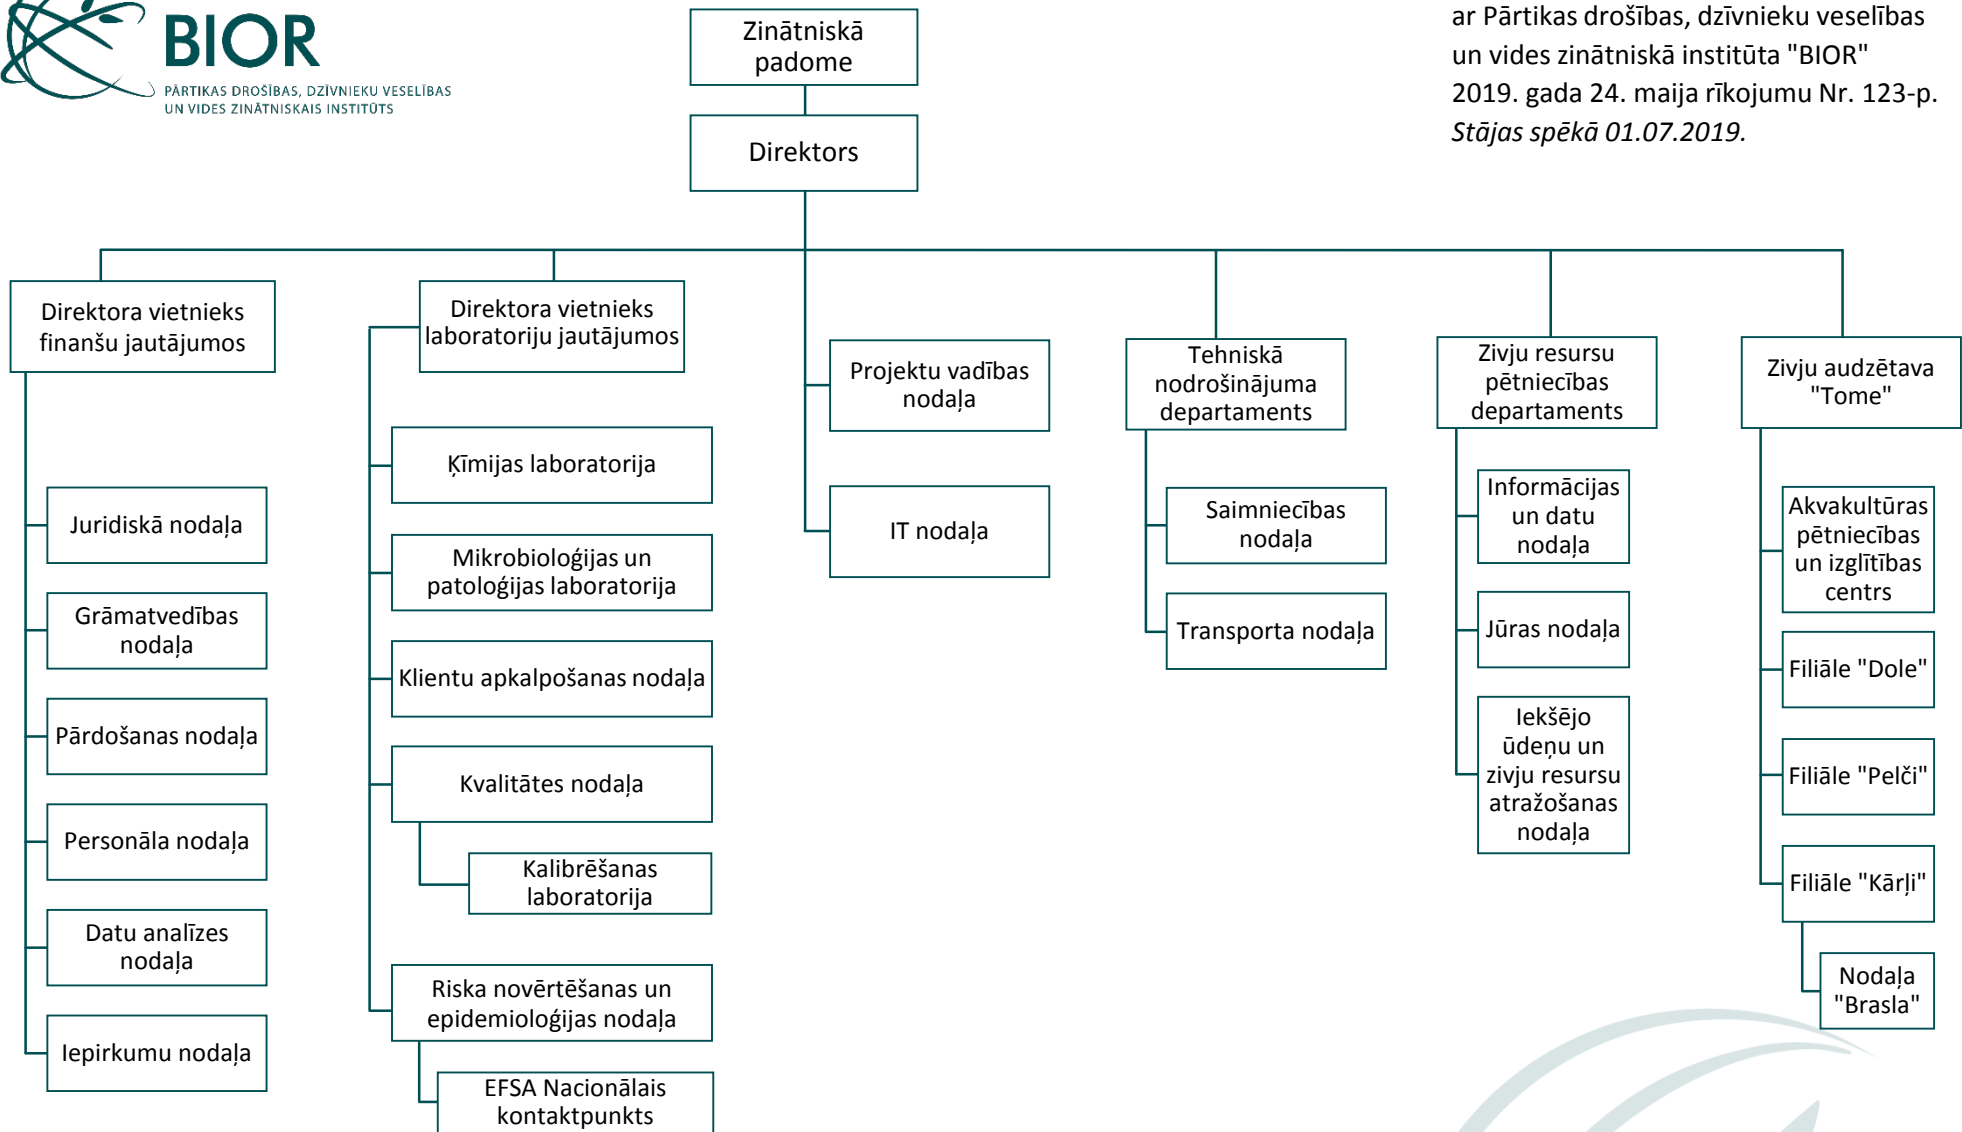 BIOR
PĀRTIKAS DROŠĪBAS, DZĪVNIEKU VESELĪBAS
UN VIDES ZINĀTNISKAIS INSTITŪTS
ar Pārtikas drošības, dzīvnieku veselības
un vides zinātniskā institūta "BIOR"
2019. gada 24. maija rīkojumu Nr. 123-p.
Stājas spēkā 01.07.2019.
Zinātniskā
padome
Direktors
Direktora vietnieks
finanšu jautājumos
Juridiskā nodaļa
Grāmatvedības
nodaļa
Pārdošanas nodaļa
Personāla nodaļa
Datu analīzes
nodaļa
Iepirkumu nodaļa
Direktora vietnieks
laboratoriju jautājumos
Ķīmijas laboratorija
Mikrobioloģijas un
patoloģijas laboratorija
Klientu apkalpošanas nodaļa
Kvalitātes nodaļa
Kalibrēšanas
laboratorija
Riska novērtēšanas un
epidemioloģijas nodaļa
EFSA Nacionālais
kontaktpunkts
Projektu vadības
nodaļa
IT nodaļa
Tehniskā
nodrošinājuma
departaments
Saimniecības
nodaļa
Transporta nodaļa
Zivju resursu
pētniecības
departaments
Informācijas
un datu
nodaļa
Jūras nodaļa
Iekšējo
ūdeņu un
zivju resursu
atražošanas
nodaļa
Zivju audzētava
"Tome"
Akvakultūras
pētniecības
un izglītības
centrs
Filiāle "Dole"
Filiāle "Pelči"
Filiāle "Kārļi"
Nodaļa
"Brasla"